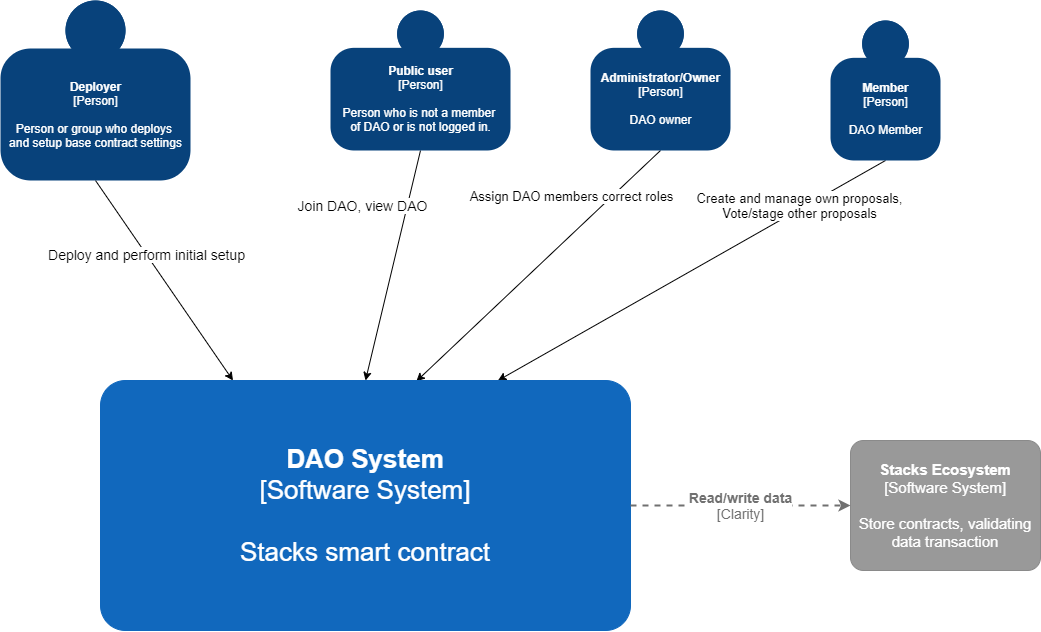 Deployer
[Person]
Person or group who deploys
and setup base contract settings
Public user
[Person]
Person who is not a member
of DAO or is not logged in.
Administrator/Owner
[Person]
DAO owner
Member
[Person]
DAO Member
Deploy and perform initial setup
Join DAO, view DAO
Assign DAO members correct roles
Create and manage own proposals,
Vote/stage other proposals
DAO System
[Software System]
Stacks smart contract
Read/write data
[Clarity]
Stacks Ecosystem
[Software System]
Store contracts, validating
data transaction